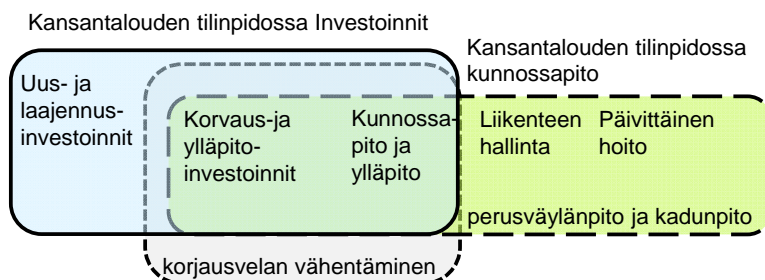 Kansantalouden tilinpidossa Investoinnit
Kansantalouden tilinpidossa
kunnossapito
Uus- ja
laajennus-
investoinnit
Korvaus-ja
ylläpito-
investoinnit
Kunnossa-
pito ja
ylläpito
Liikenteen
hallinta
Päivittäinen
hoito
perusväylänpito ja kadunpito
korjausvelan vähentäminen